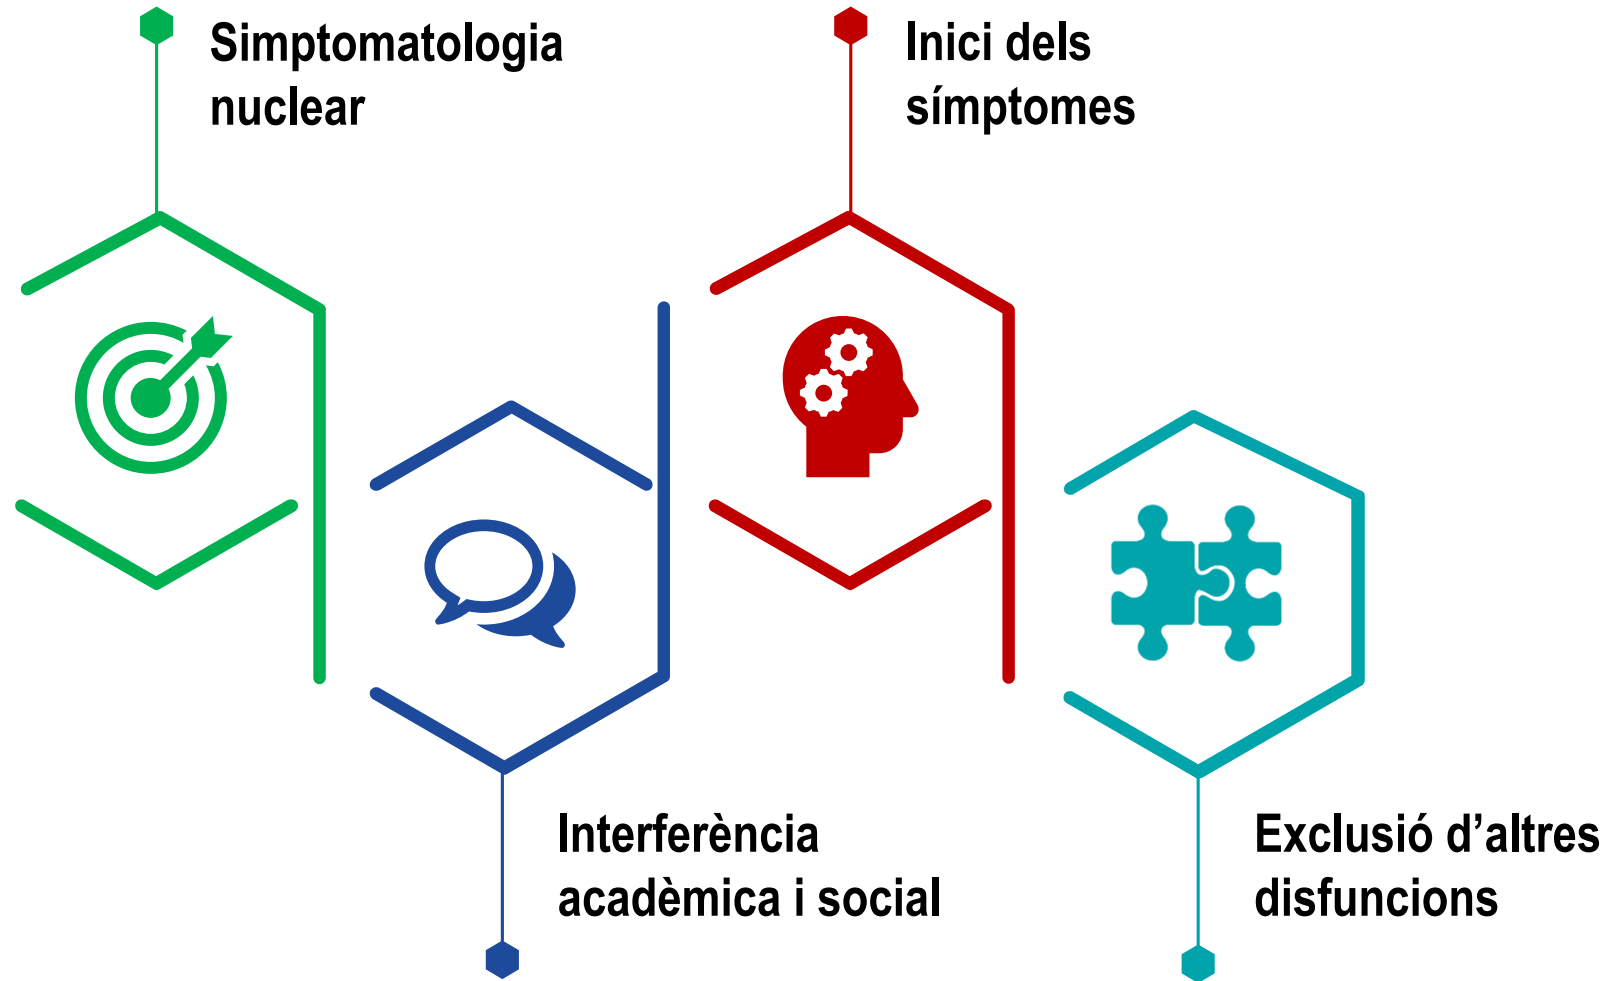 Simptomatologia
nuclear
Inici dels
símptomes
Interferència
acadèmica i social
Exclusió d’altres
disfuncions